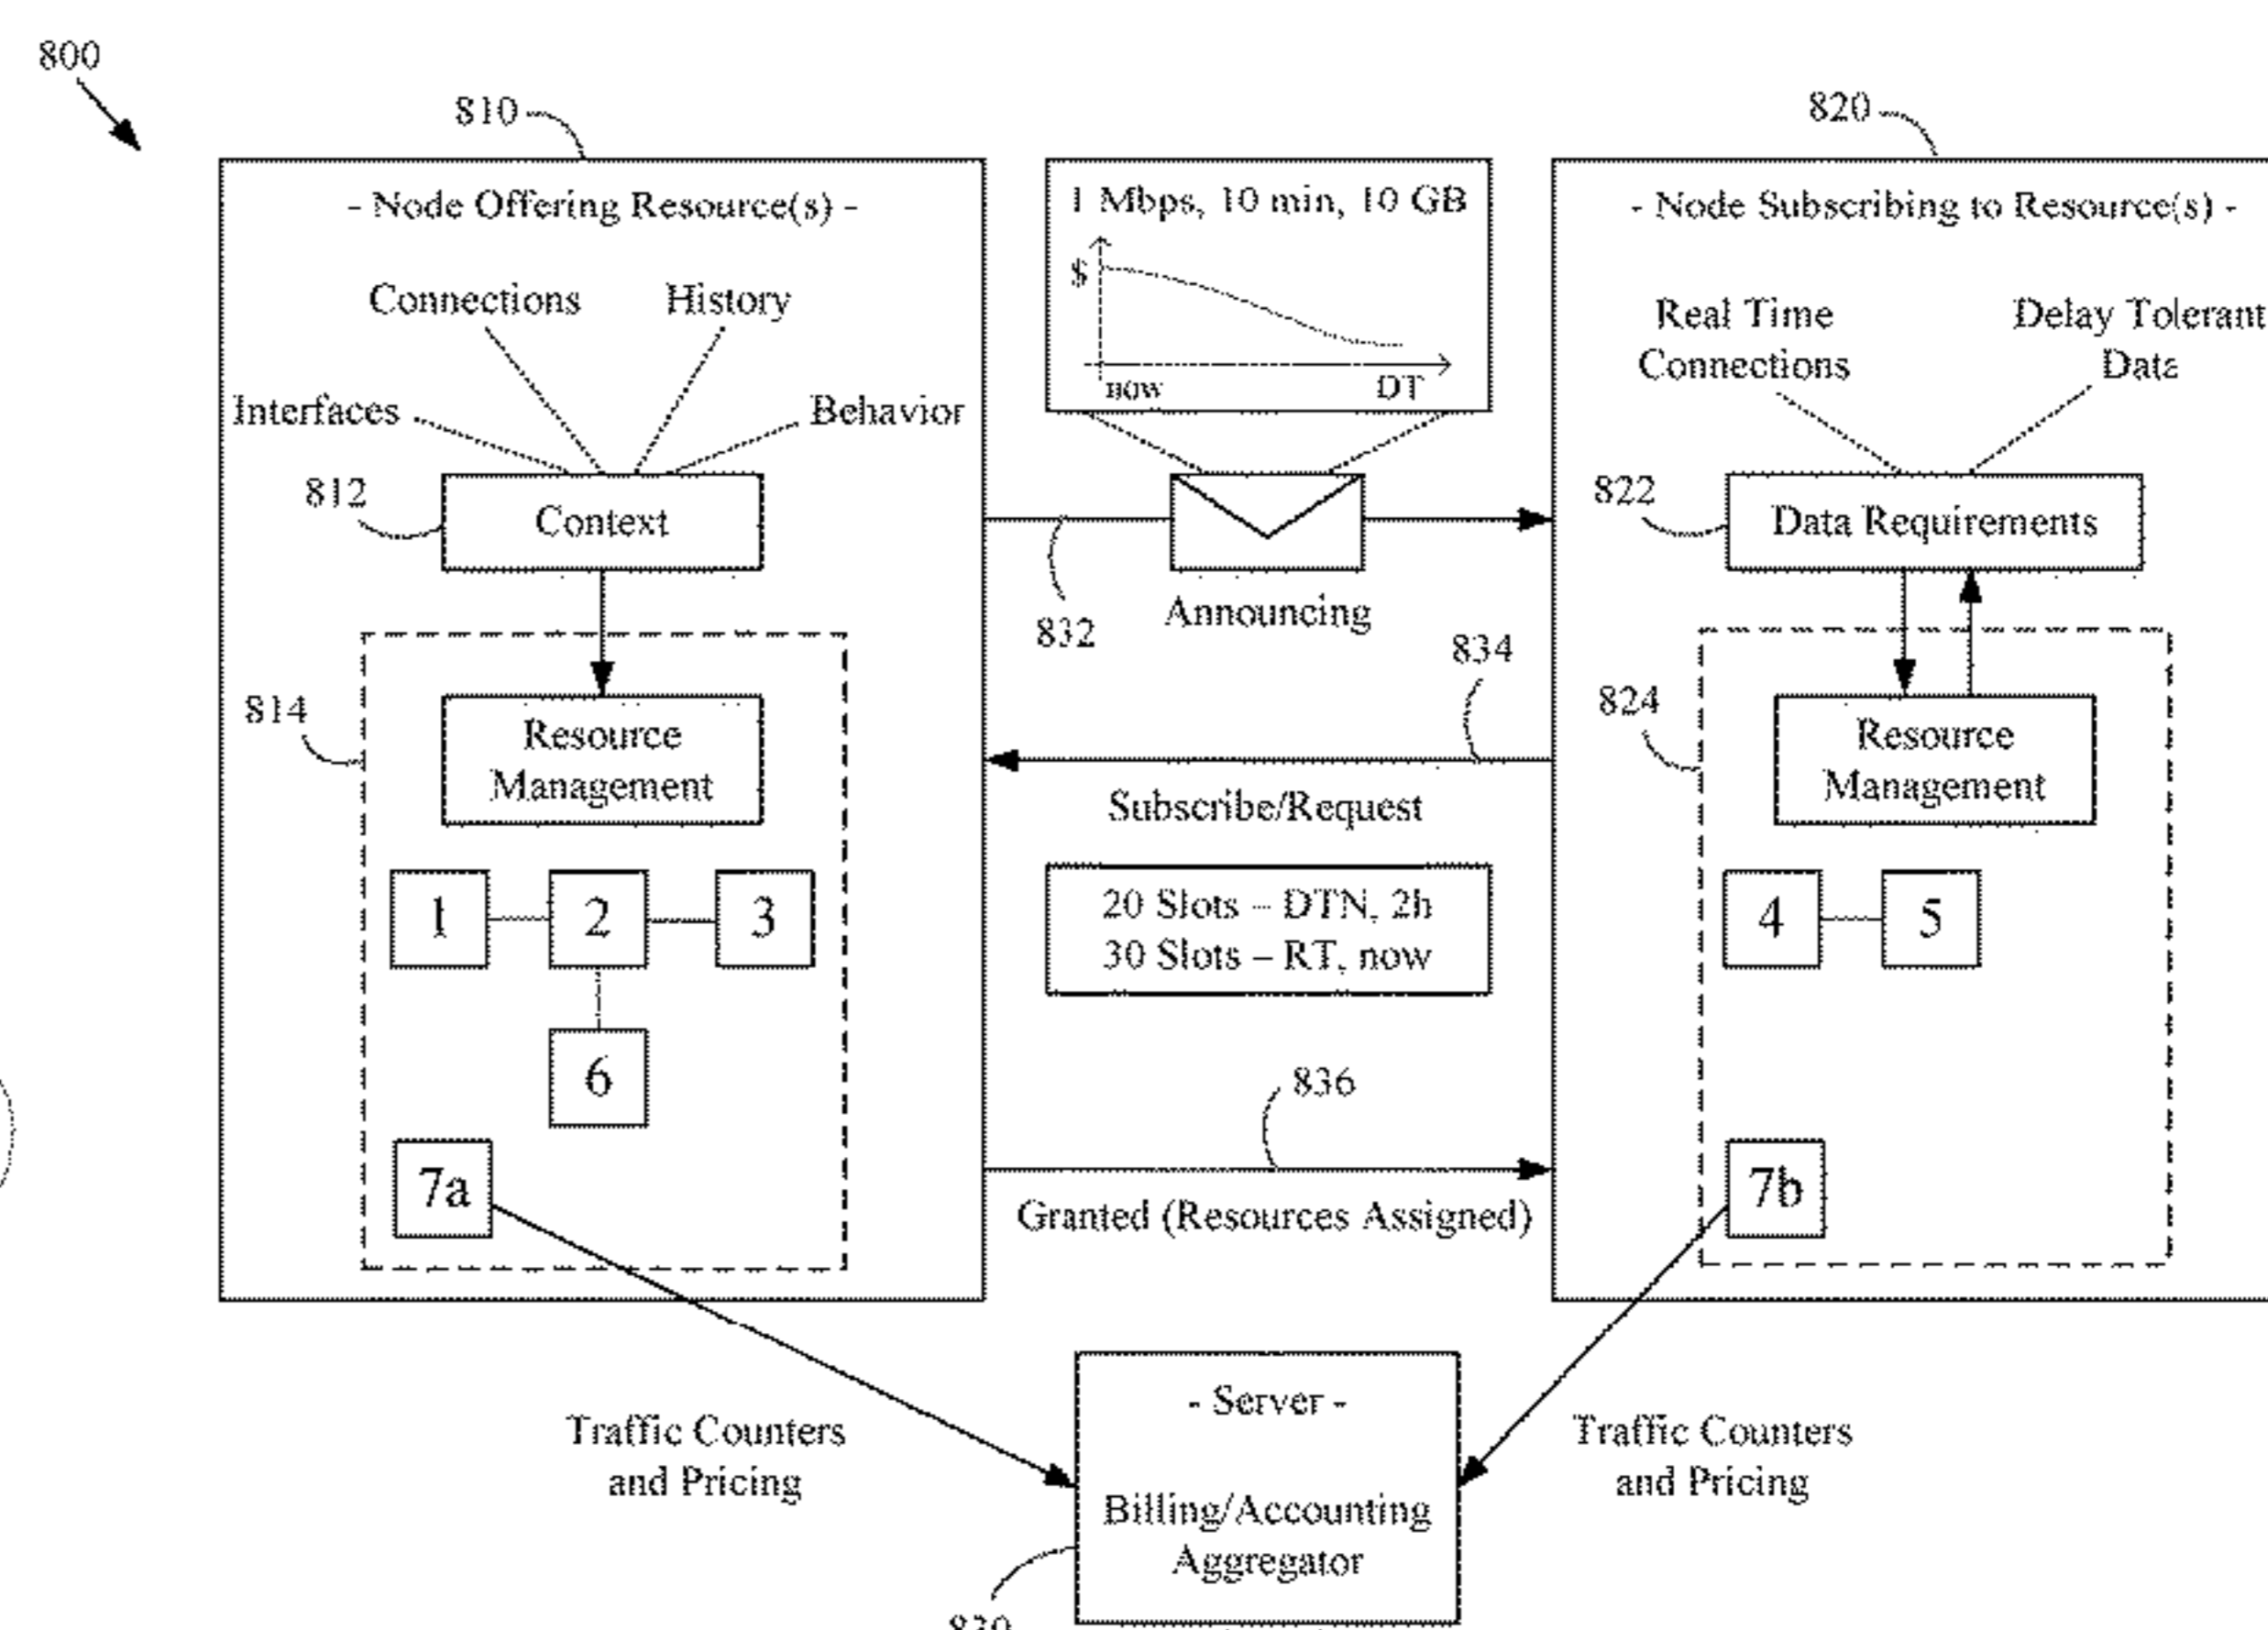 800
810
820
- Node Offering Resource(s) -
Connections
History
Interfaces
Behavior
812
Context
814
Resource
Management
1
2
3
6
7a
1 Mbps, 10 min, 10 GB
$
now
DT
832
Announcing
834
Subscribe/Request
20 Slots – DTN, 2h
30 Slots – RT, now
836
Granted (Resources Assigned)
- Node Subscribing to Resource(s) -
Real Time
Connections
Delay Tolerant
Data
822
Data Requirements
824
Resource
Management
4
5
7b
Traffic Counters
and Pricing
- Server -
Billing/Accounting
Aggregator
Traffic Counters
and Pricing